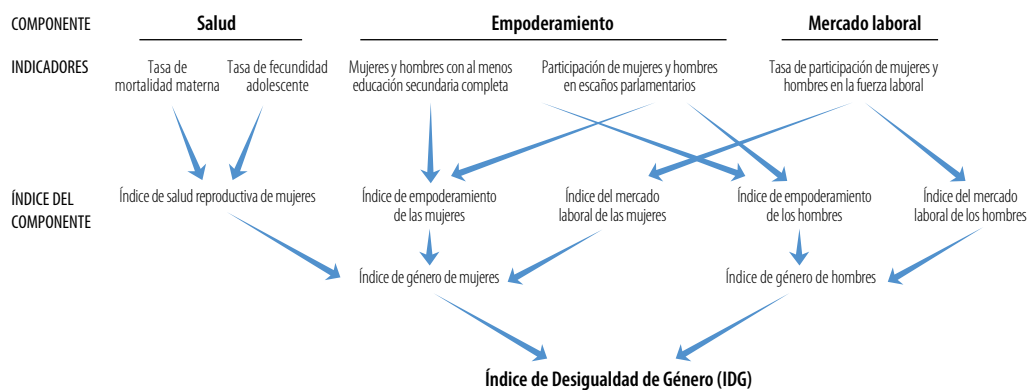 COMPONENTE
Salud
Empoderamiento
Mercado laboral
INDICADORES
Tasa de
mortalidad materna
Tasa de fecundidad
adolescente
Mujeres y hombres con al menos
educación secundaria completa
Participación de mujeres y hombres
en escaños parlamentarios
Tasa de participación de mujeres y
hombres en la fuerza laboral
ÍNDICE DEL
COMPONENTE
Índice de salud reproductiva de mujeres
Índice de empoderamiento
de las mujeres
Índice del mercado
laboral de las mujeres
Índice de empoderamiento
de los hombres
Índice del mercado
laboral de los hombres
Índice de género de mujeres
Índice de género de hombres
Índice de Desigualdad de Género (IDG)